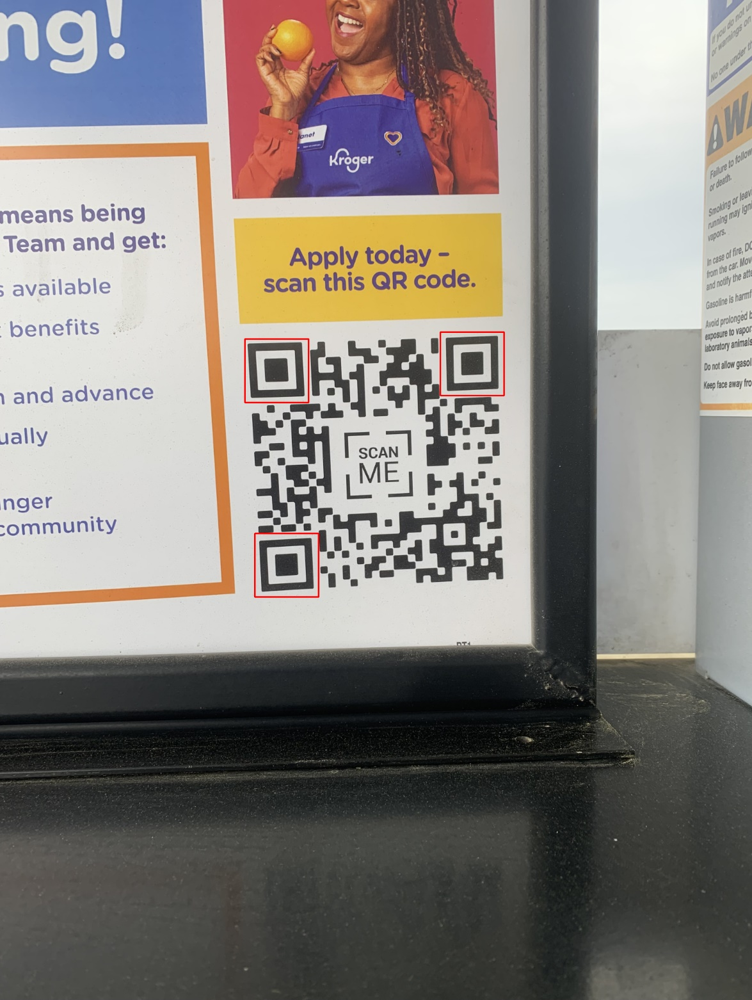 ng!
anet
Kroger
means being
Team and get:
s available
benefits
n and advance
ually
nger
community
Apply today –
scan this QR code.
SCAN
ME
If you do not
or warnings on
No one under
WA
Failure to follow
or death.
Smoking or leav
running may igni
vapors.
In case of fire, DO
from the car. Mov
and notify the atte
Gasoline is harmf
Avoid prolonged b
exposure to vapor
laboratory animals
Do not allow gasol
Keep face away fro